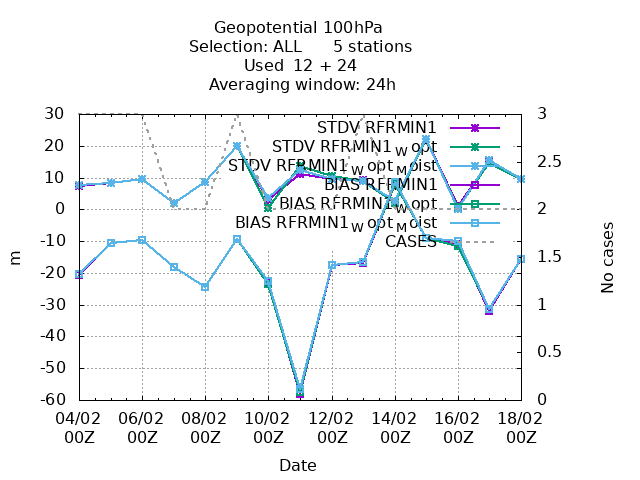 Geopotential 100hPa
Selection: ALL 5 stations
Used 12 + 24
Averaging window: 24h
30
20
10
0
-10
-20
-30
-40
-50
-60
3
2.5
2
1.5
1
0.5
0
STDV RFRMIN1
STDV RFRMIN1_W opt
STDV RFRMIN1_W opt_M oist
BIAS RFRMIN1
BIAS RFRMIN1_W opt
BIAS RFRMIN1_W opt_M oist
CASES
m
No cases
04/02 06/02 08/02 10/02 12/02 14/02 16/02 18/02
00Z 00Z 00Z 00Z 00Z 00Z 00Z 00Z
Date